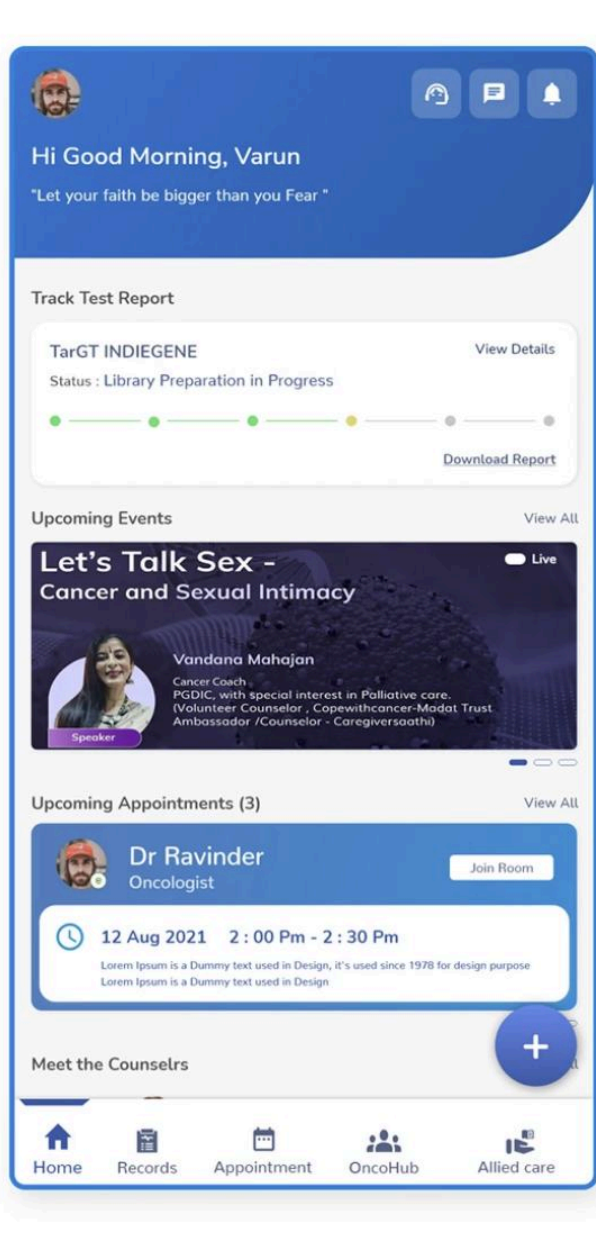 Hi Good Morning, Varun
"Let your faith be bigger than you Fear "
Track Test Report
TarGT INDIEGENE
View Details
Status : Library Preparation in Progress
Download Report
Upcoming Events
View All
Let's Talk Sex -
Live
Cancer and Sexual Intimacy
Vandana Mahajan
Cancer Coach
PGDIC, with special interest in Palliative care.
(Volunteer Counselor , Copewithcancer-Madat Trust
Ambassador /Counselor - Caregiversaathi)
Speaker
Upcoming Appointments (3)
View All
Dr Ravinder
Oncologist
Join Room
12 Aug 2021 2 : 00 Pm - 2 : 30 Pm
Lorem Ipsum is a Dummy text used in Design, it's used since 1978 for design purpose
Lorem Ipsum is a Dummy text used in Design
Meet the Counselrs
Home
Records
Appointment
OncoHub
Allied care